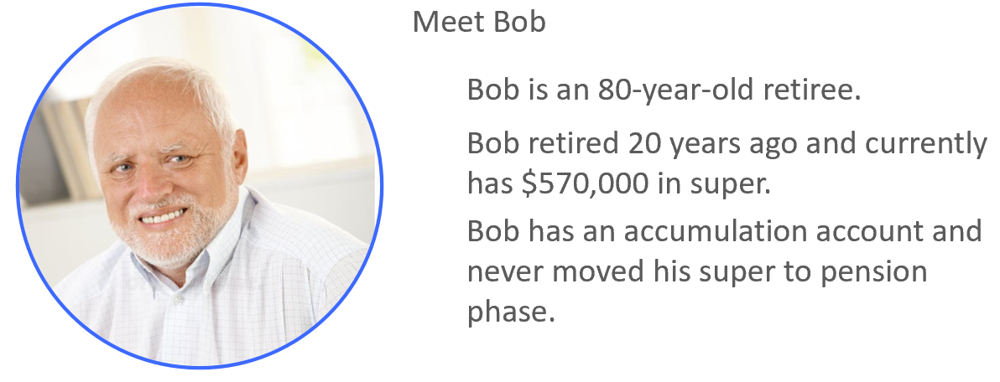 Meet Bob
Bob is an 80-year-old retiree.
Bob retired 20 years ago and currently
has $570,000 in super.
Bob has an accumulation account and
never moved his super to pension
phase.